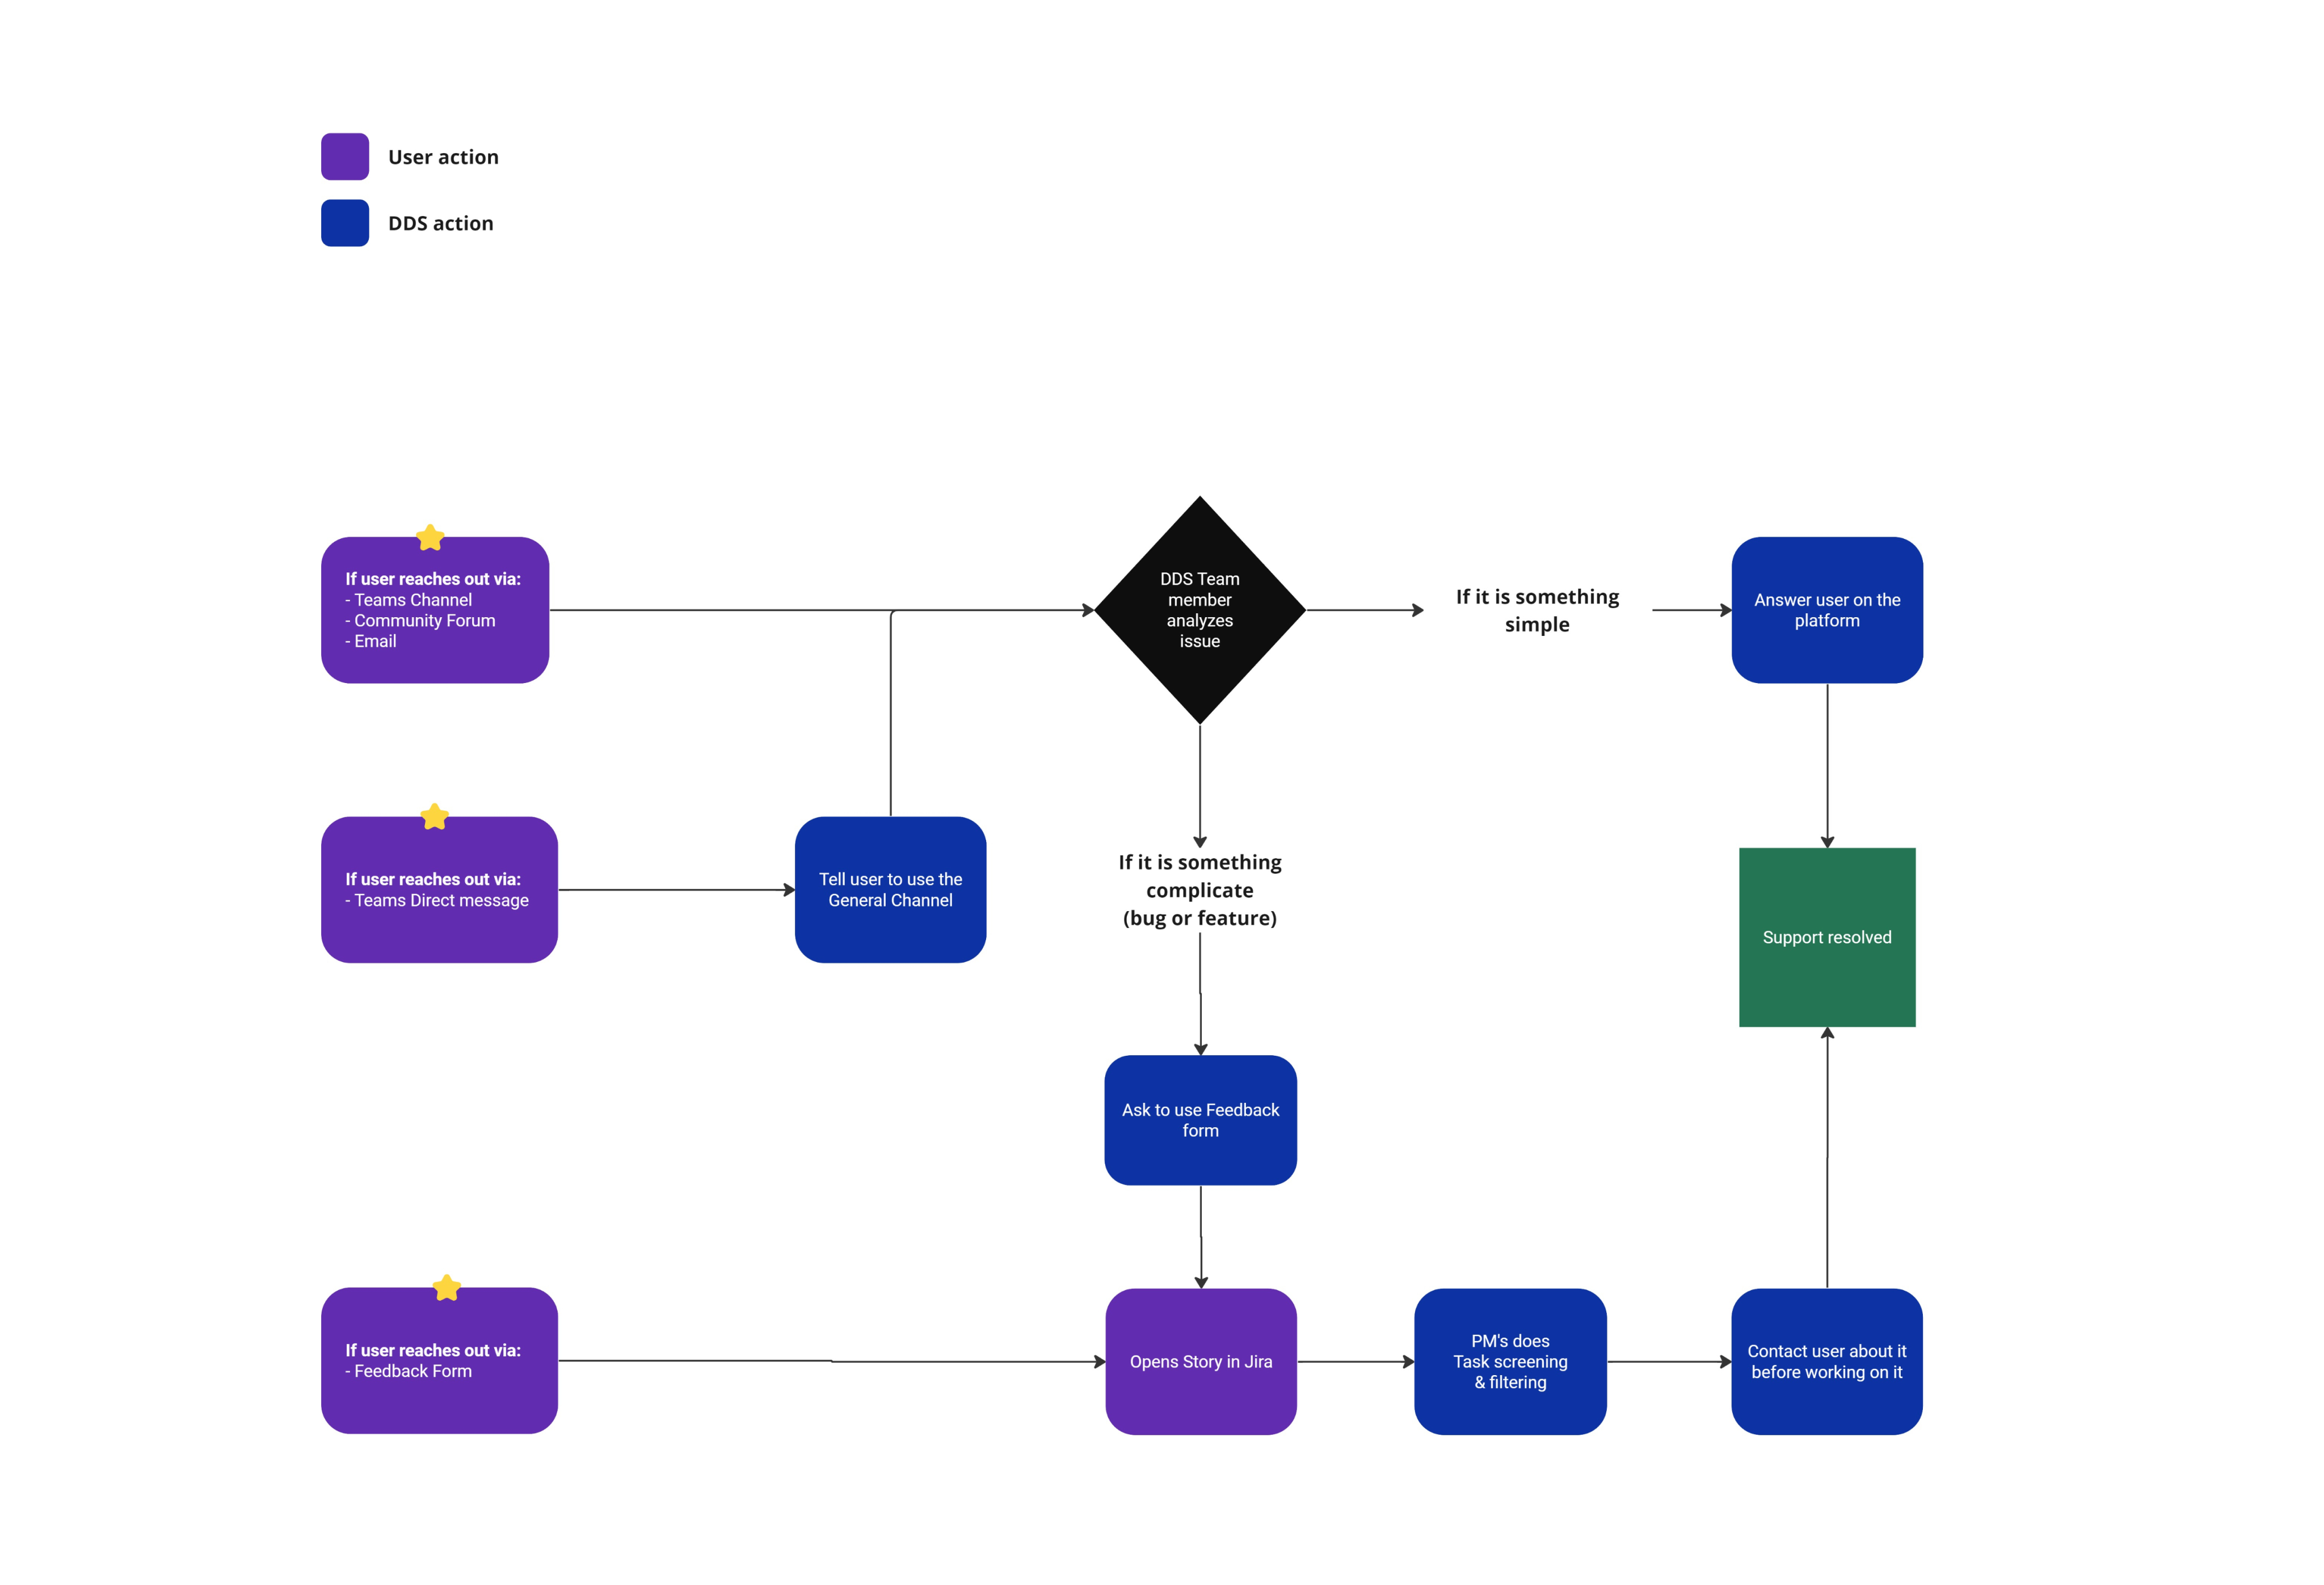 User action
DDS action
If user reaches out via:
- Teams Channel
- Community Forum
- Email
DDS Team
member
analyzes
issue
If it is something
simple
Answer user on the
platform
If user reaches out via:
- Teams Direct message
Tell user to use the
General Channel
If it is something
complicate
(bug or feature)
Support resolved
Ask to use Feedback
form
If user reaches out via:
- Feedback Form
Opens Story in Jira
PM's does
Task screening
& filtering
Contact user about it
before working on it